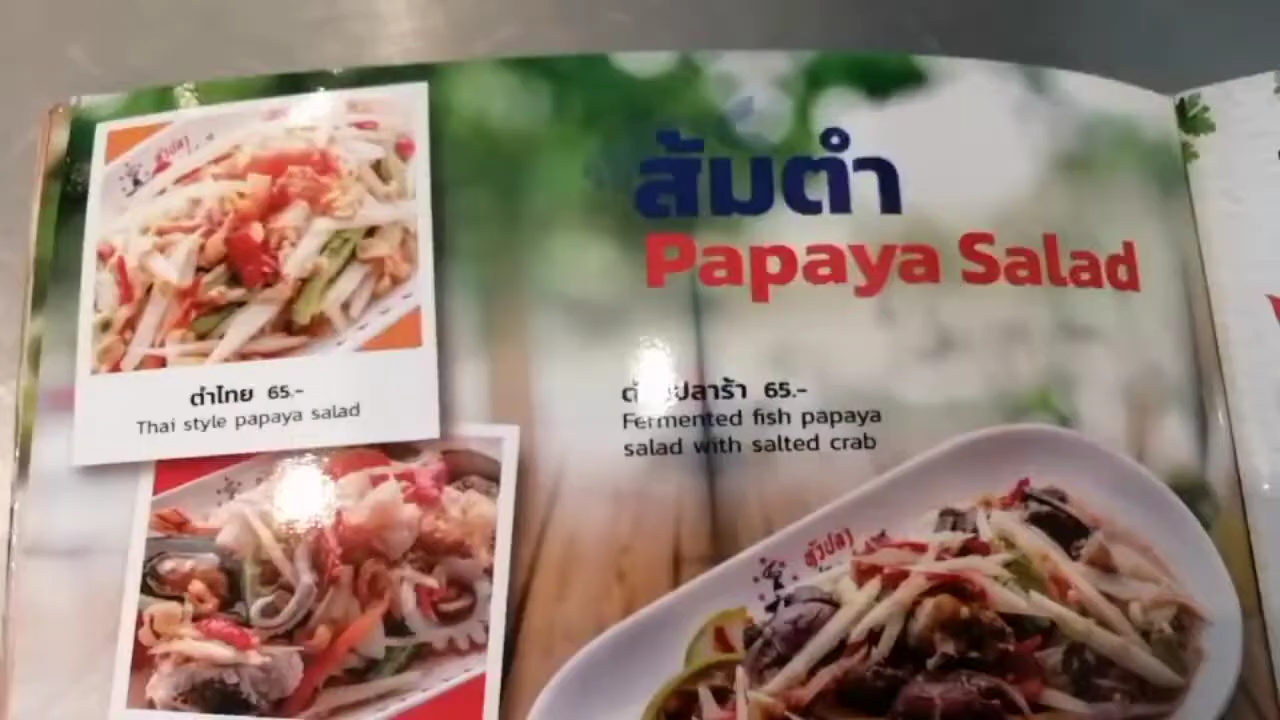 ส้มตำ
Papaya Salad
ตำไทย 65.-
Thai style papaya salad
65.-
Fermented fish papaya
salad with salted crab